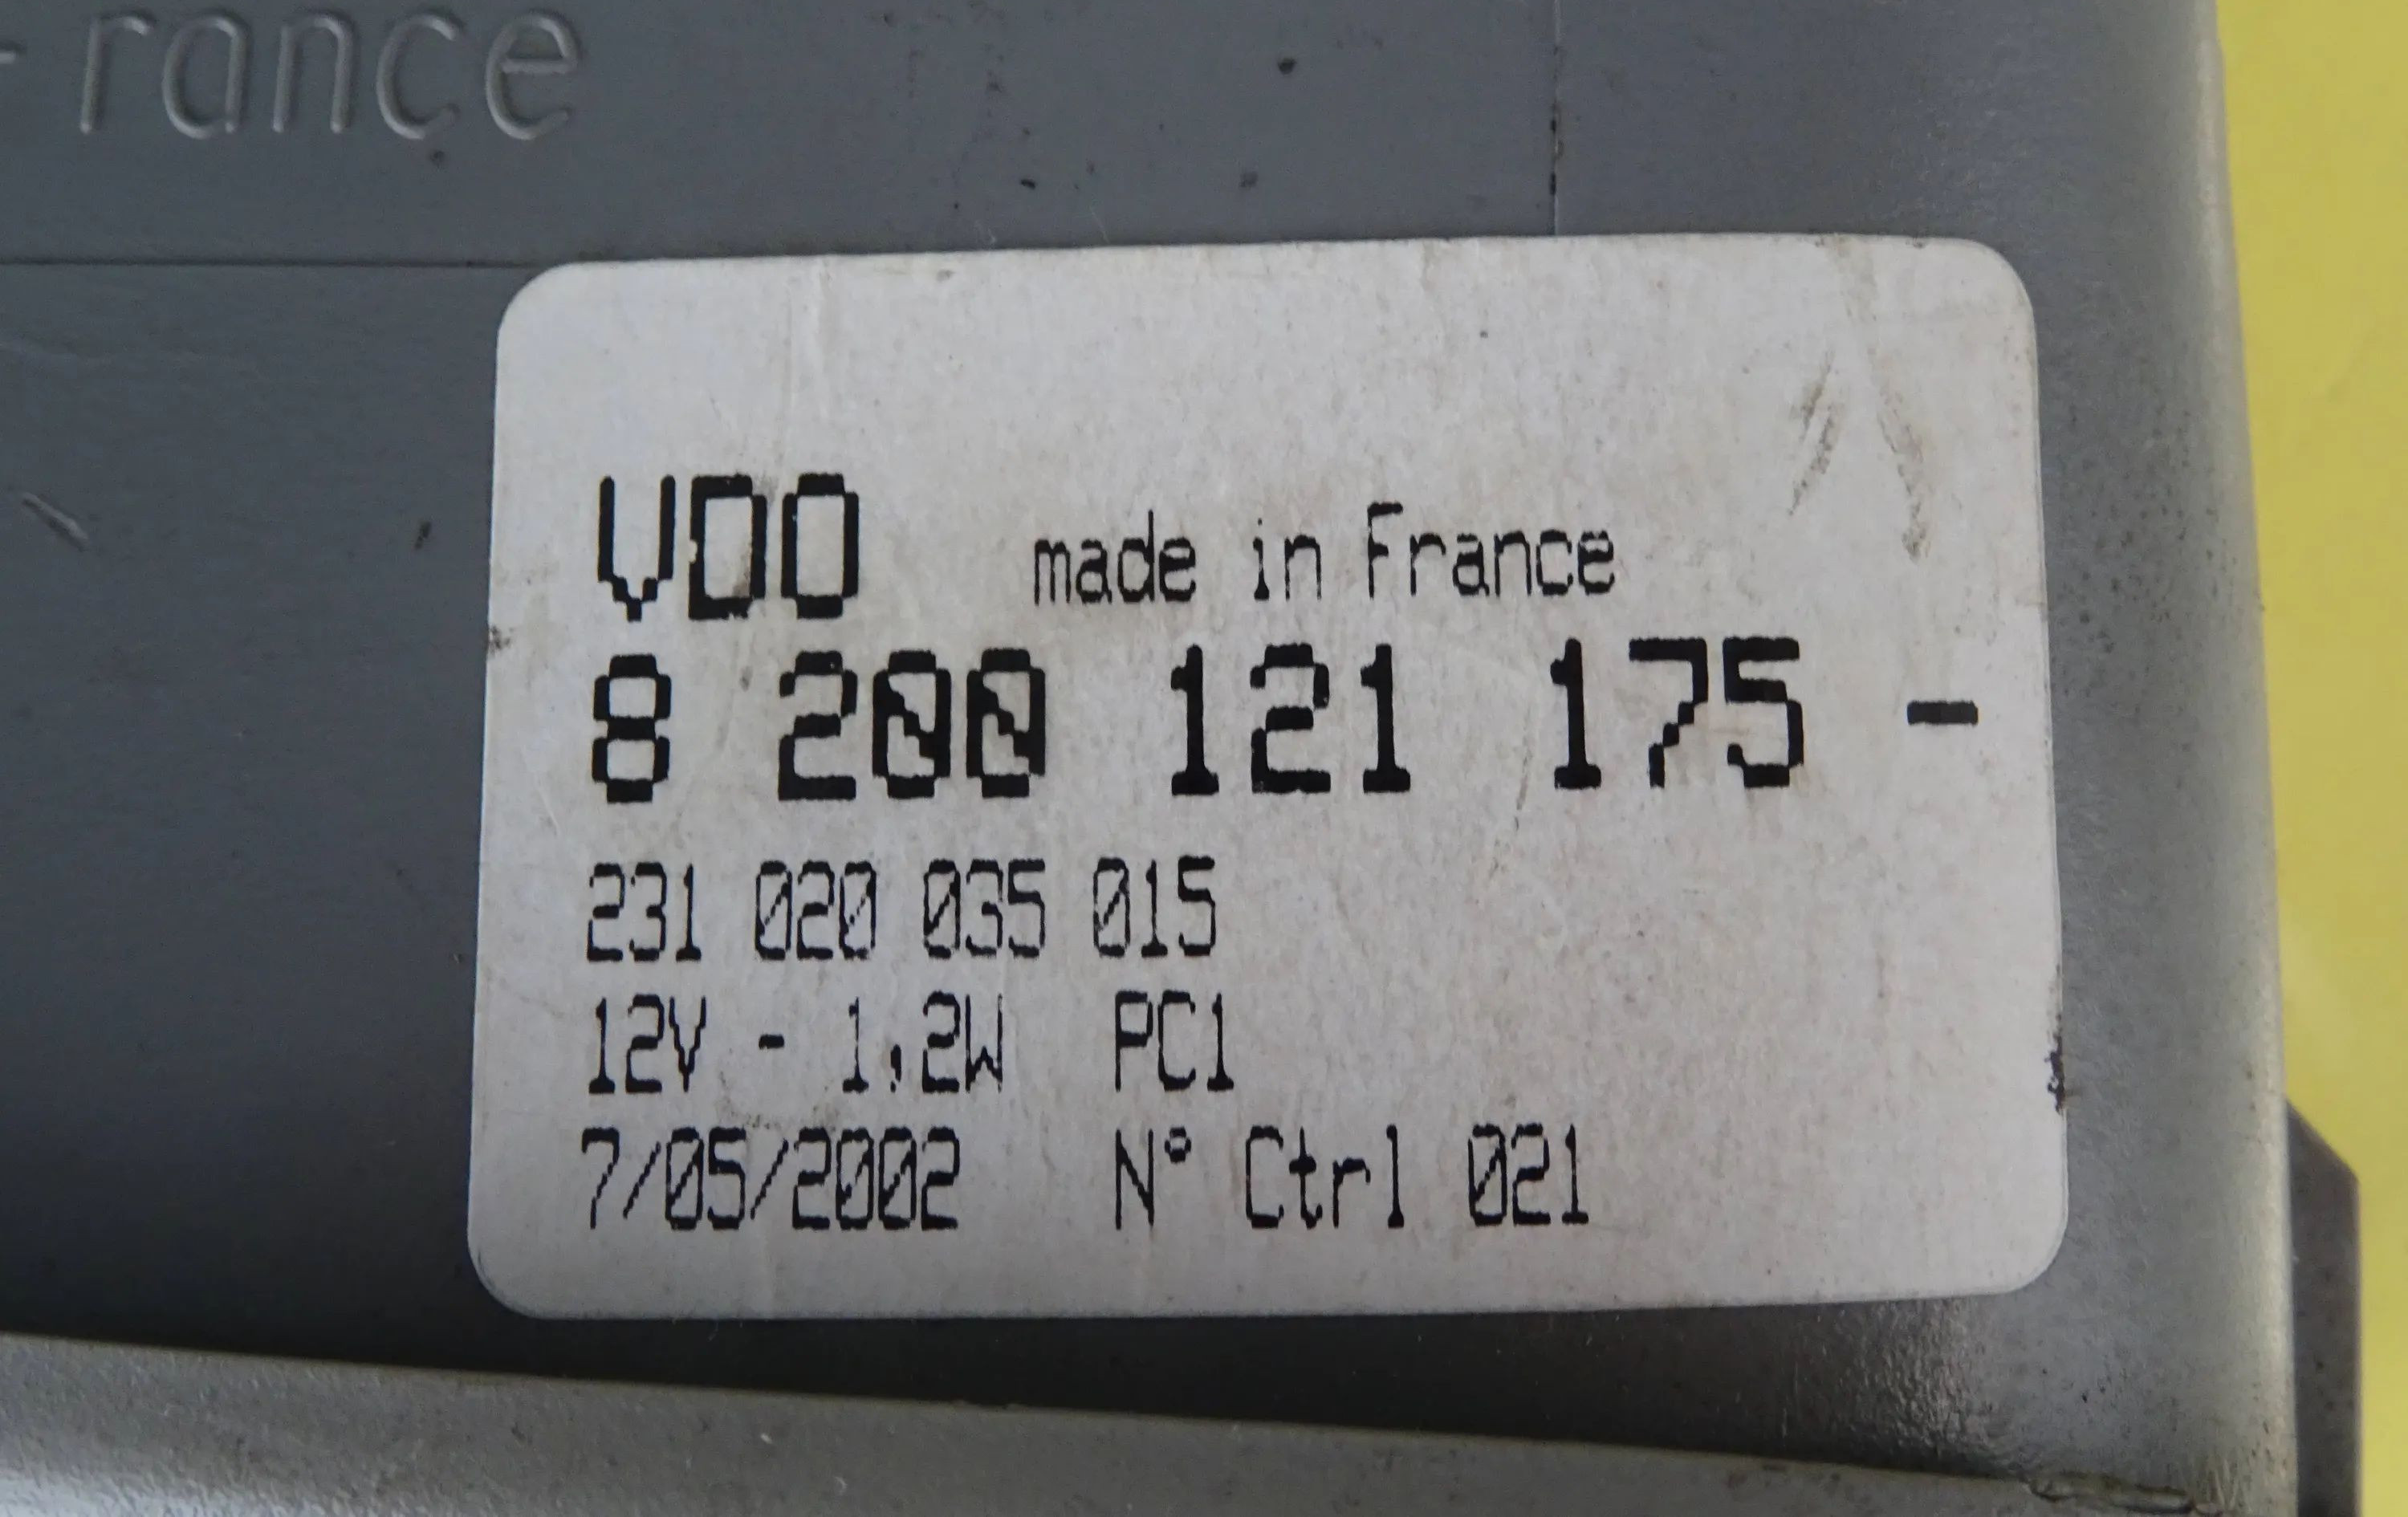 rance
VDO made in France
8 200 121 175 -
231 020 035 015
12V - 1,2W PC1
7/05/2002 N° Ctrl 021